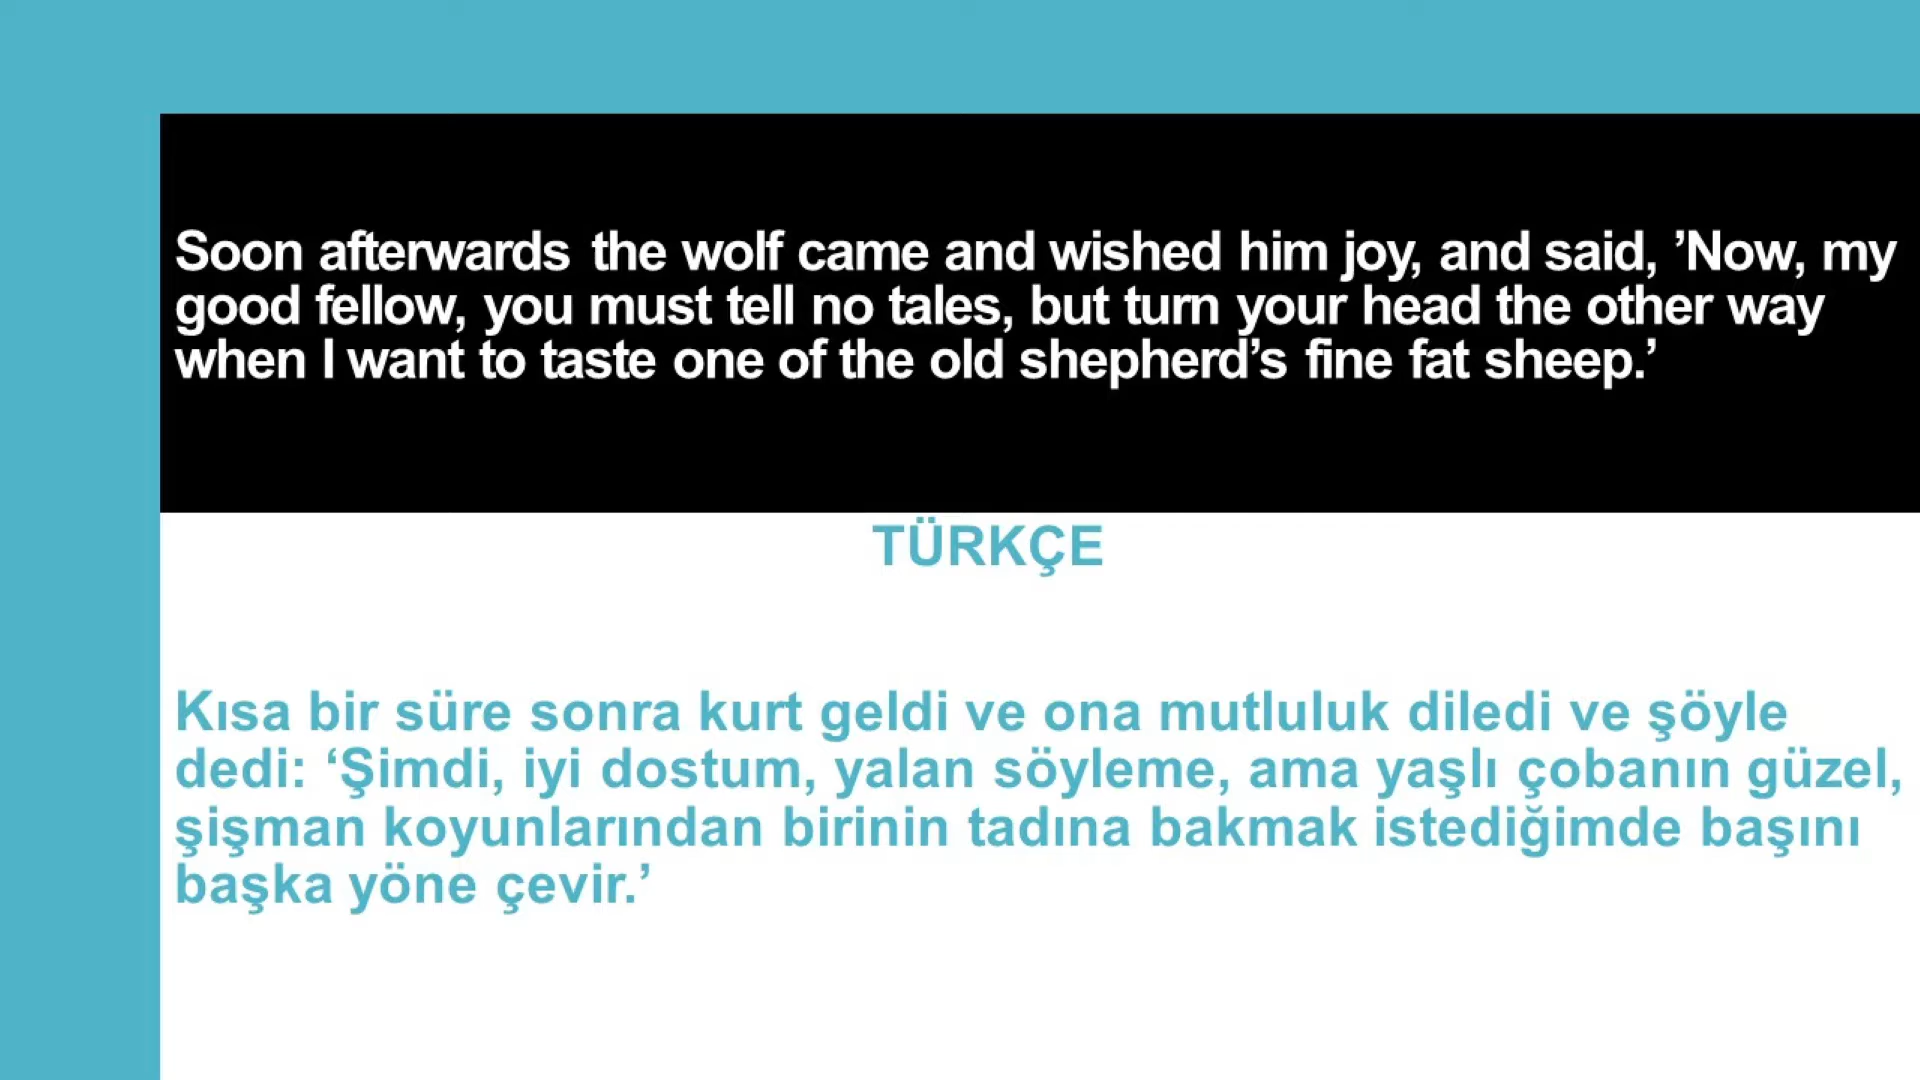 Soon afterwards the wolf came and wished him joy, and said, ’Now, my
good fellow, you must tell no tales, but turn your head the other way
when I want to taste one of the old shepherd’s fine fat sheep.’
TÜRKÇE
Kısa bir süre sonra kurt geldi ve ona mutluluk diledi ve şöyle
dedi: ‘Şimdi, iyi dostum, yalan söyleme, ama yaşlı çobanın güzel,
şişman koyunlarından birinin tadına bakmak istediğimde başını
başka yöne çevir.’